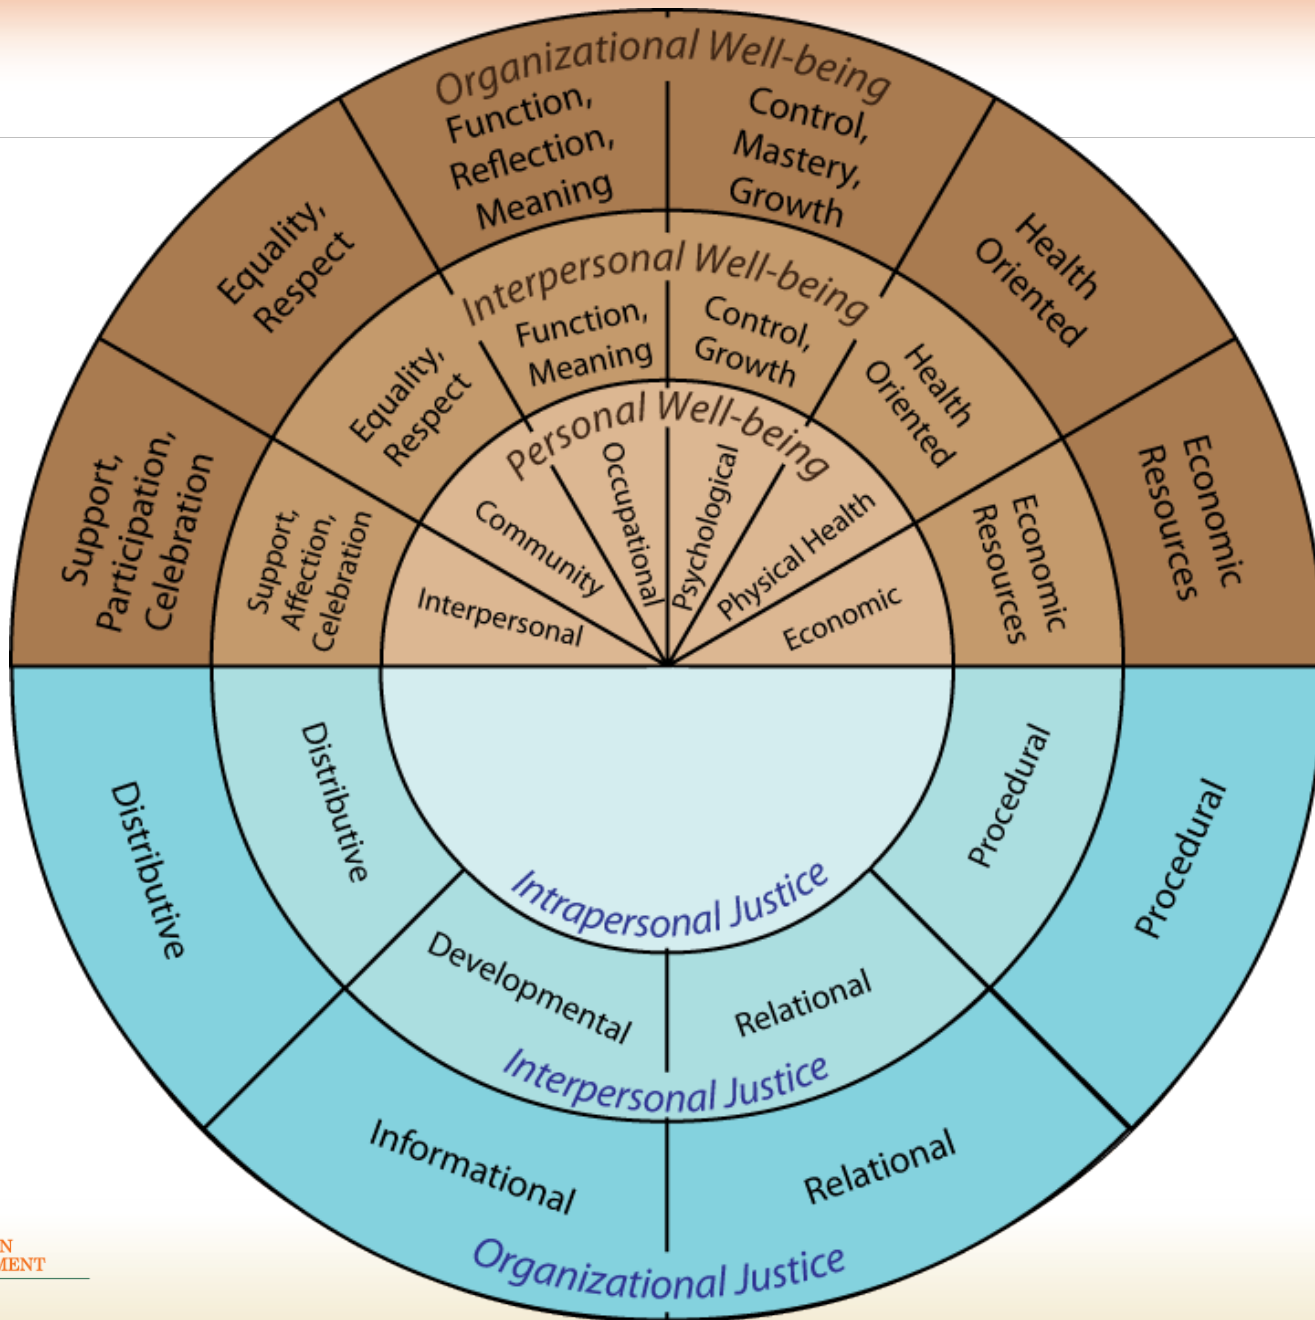 Organizational Well-being
Function,
Reflection,
Meaning
Control,
Mastery,
Growth
Equality,
Respect
Health
Oriented
Support,
Participation,
Celebration
Economic
Resources
Interpersonal Well-being
Function,
Meaning
Control,
Growth
Equality,
Respect
Health
Oriented
Support,
Affection,
Celebration
Economic
Resources
Personal Well-being
Interpersonal
Community
Occupational
Psychological
Physical Health
Economic
Intrapersonal Justice
Distributive
Developmental
Relational
Procedural
Interpersonal Justice
Distributive
Informational
Relational
Procedural
Organizational Justice
N
MENT